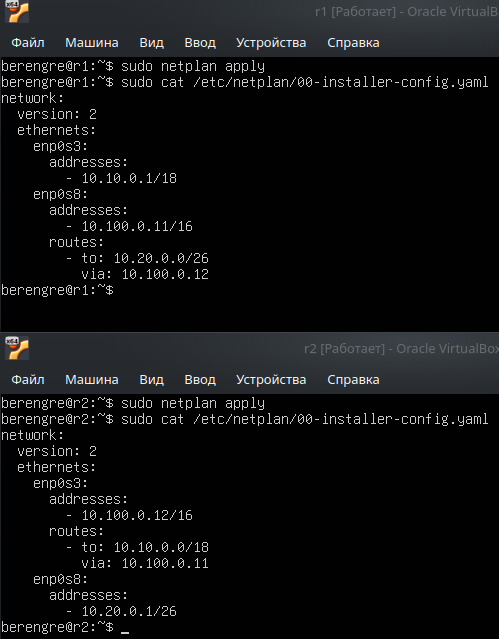 r1 [Работает] - Oracle VirtualB
Файл Машина Вид Ввод Устройства Справка
berengre@r1:~$ sudo netplan apply
berengre@r1:~$ sudo cat /etc/netplan/00-installer-config.yaml
network:
  version: 2
  ethernets:
    enp0s3:
      addresses:
        - 10.10.0.1/18
    enp0s8:
      addresses:
        - 10.100.0.11/16
      routes:
        - to: 10.20.0.0/26
          via: 10.100.0.12
berengre@r1:~$
r2 [Работает] - Oracle VirtualBox
Файл Машина Вид Ввод Устройства Справка
berengre@r2:~$ sudo netplan apply
berengre@r2:~$ sudo cat /etc/netplan/00-installer-config.yaml
network:
  version: 2
  ethernets:
    enp0s3:
      addresses:
        - 10.100.0.12/16
      routes:
        - to: 10.10.0.0/18
          via: 10.100.0.11
    enp0s8:
      addresses:
        - 10.20.0.1/26
berengre@r2:~$ _